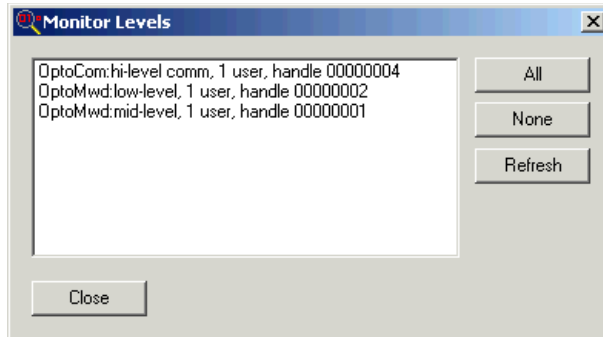 Monitor Levels
OptoCom:hi-level comm, 1 user, handle 00000004
OptoMwd:low-level, 1 user, handle 00000002
OptoMwd:mid-level, 1 user, handle 00000001
All
None
Refresh
Close